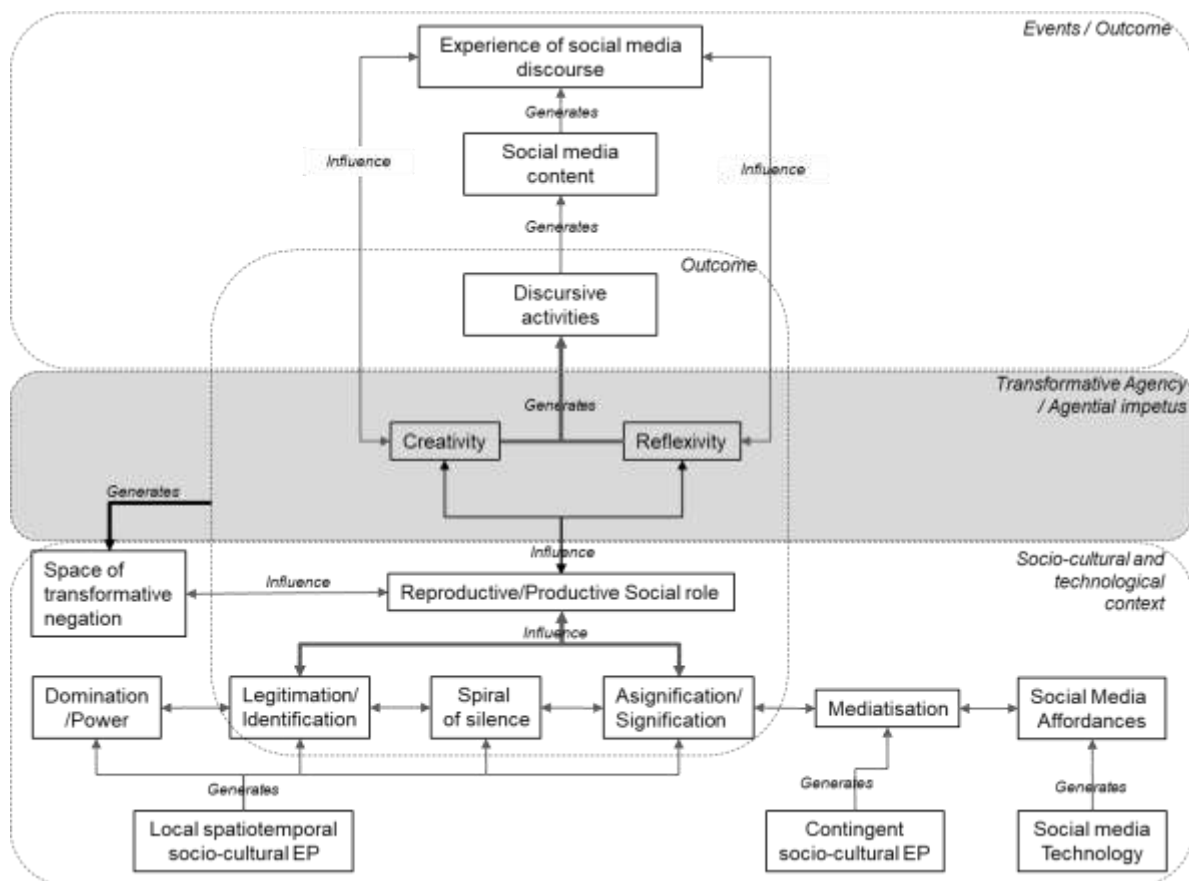 Events / Outcome
Experience of social media
discourse
Generates
Influence
Social media
content
Influence
Generates
Outcome
Discursive
activities
Transformative Agency
/ Agential impetus
Generates
Creativity
Reflexivity
Generates
Influence
Socio-cultural and
technological
context
Space of
transformative
negation
Influence
Reproductive/Productive Social role
Influence
Domination
/Power
Legitimation/
Identification
Spiral
of silence
Asignification/
Signification
Mediatisation
Social Media
Affordances
Generates
Generates
Generates
Local spatiotemporal
socio-cultural EP
Contingent
socio-cultural EP
Social media
Technology